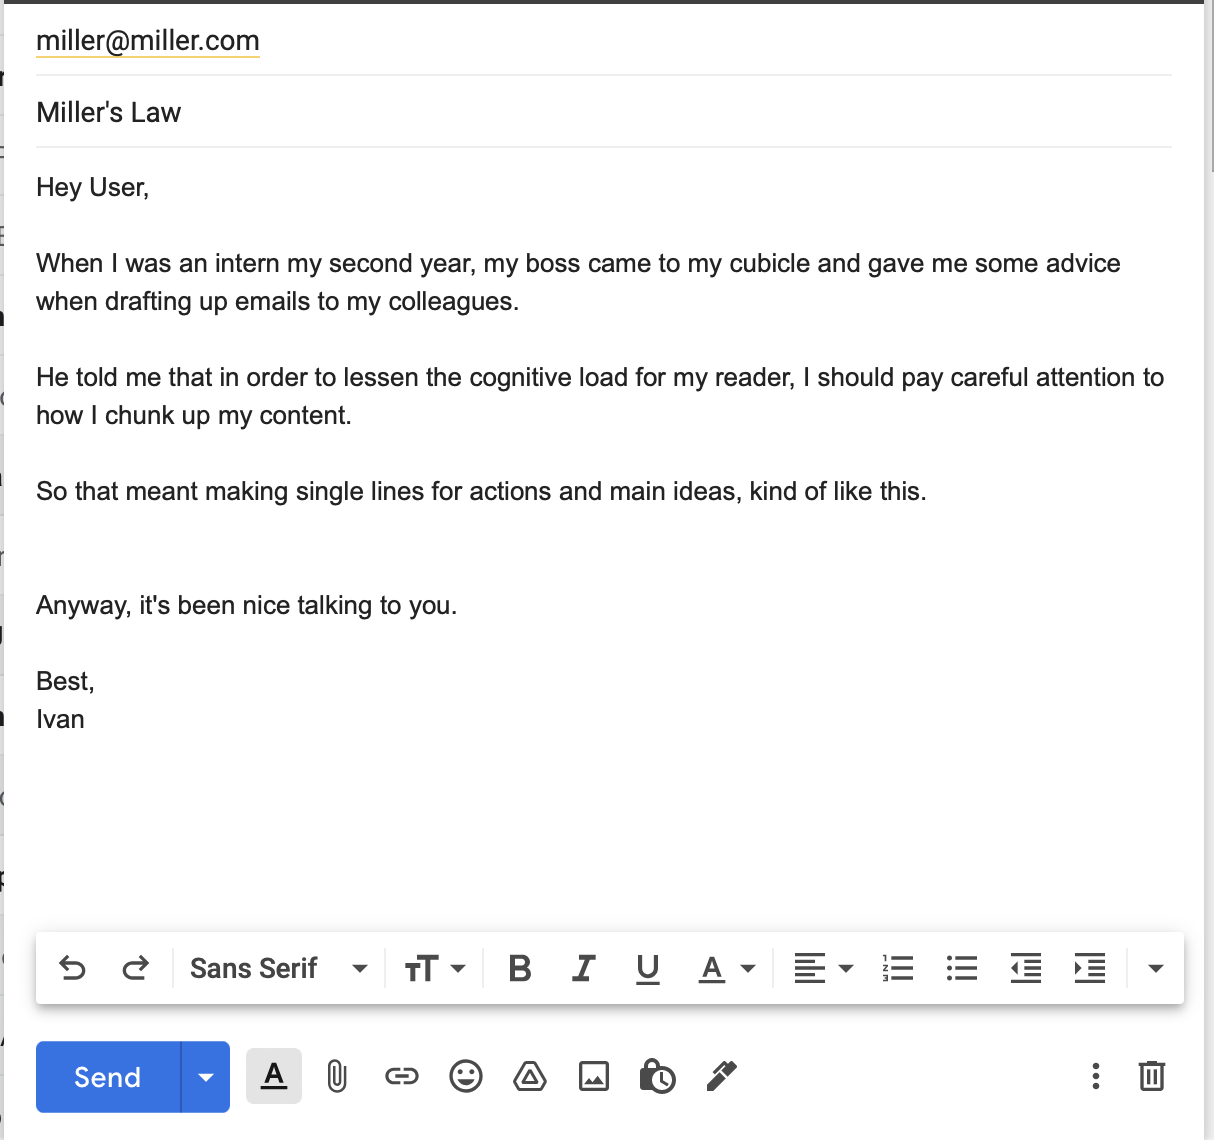 miller@miller.com
Miller's Law
Hey User,
When I was an intern my second year, my boss came to my cubicle and gave me some advice
when drafting up emails to my colleagues.
He told me that in order to lessen the cognitive load for my reader, I should pay careful attention to
how I chunk up my content.
So that meant making single lines for actions and main ideas, kind of like this.
Anyway, it's been nice talking to you.
Best,
Ivan
Sans Serif
Send